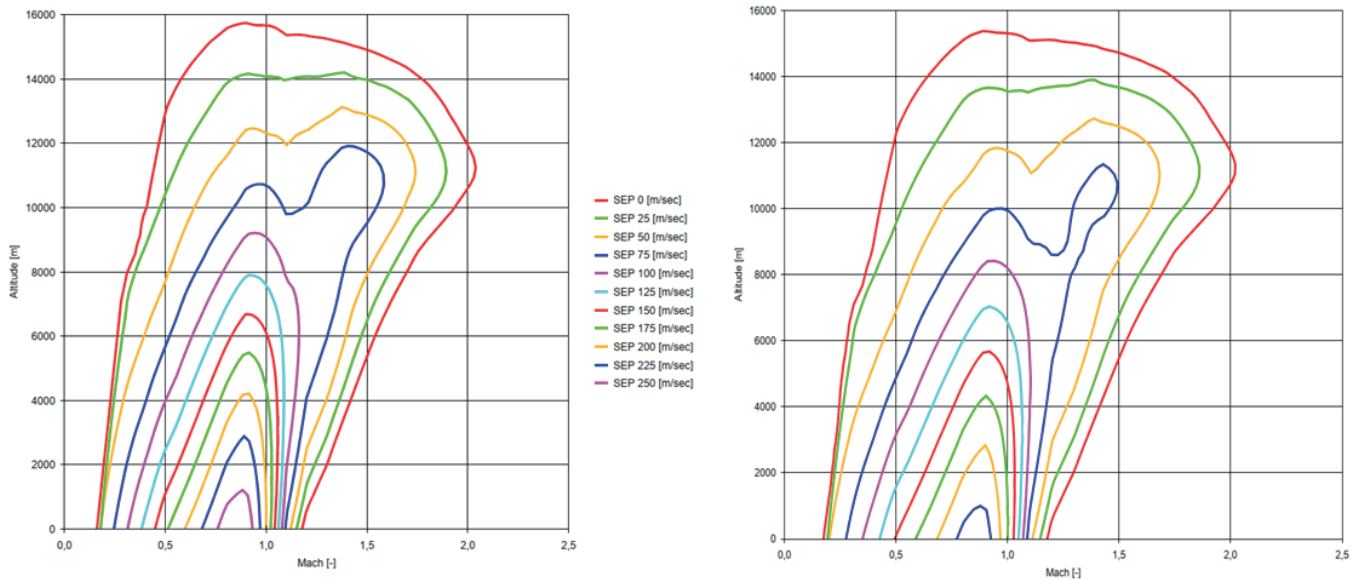 16000
14000
12000
10000
8000
6000
4000
2000
0
Altitude [m]
0,0
0,5
1,0
1,5
2,0
2,5
Mach [-]
SEP 0 [m/sec]
SEP 25 [m/sec]
SEP 50 [m/sec]
SEP 75 [m/sec]
SEP 100 [m/sec]
SEP 125 [m/sec]
SEP 150 [m/sec]
SEP 175 [m/sec]
SEP 200 [m/sec]
SEP 225 [m/sec]
SEP 250 [m/sec]
16000
14000
12000
10000
8000
6000
4000
2000
0
Altitude [m]
0,0
0,5
1,0
1,5
2,0
2,5
Mach [-]